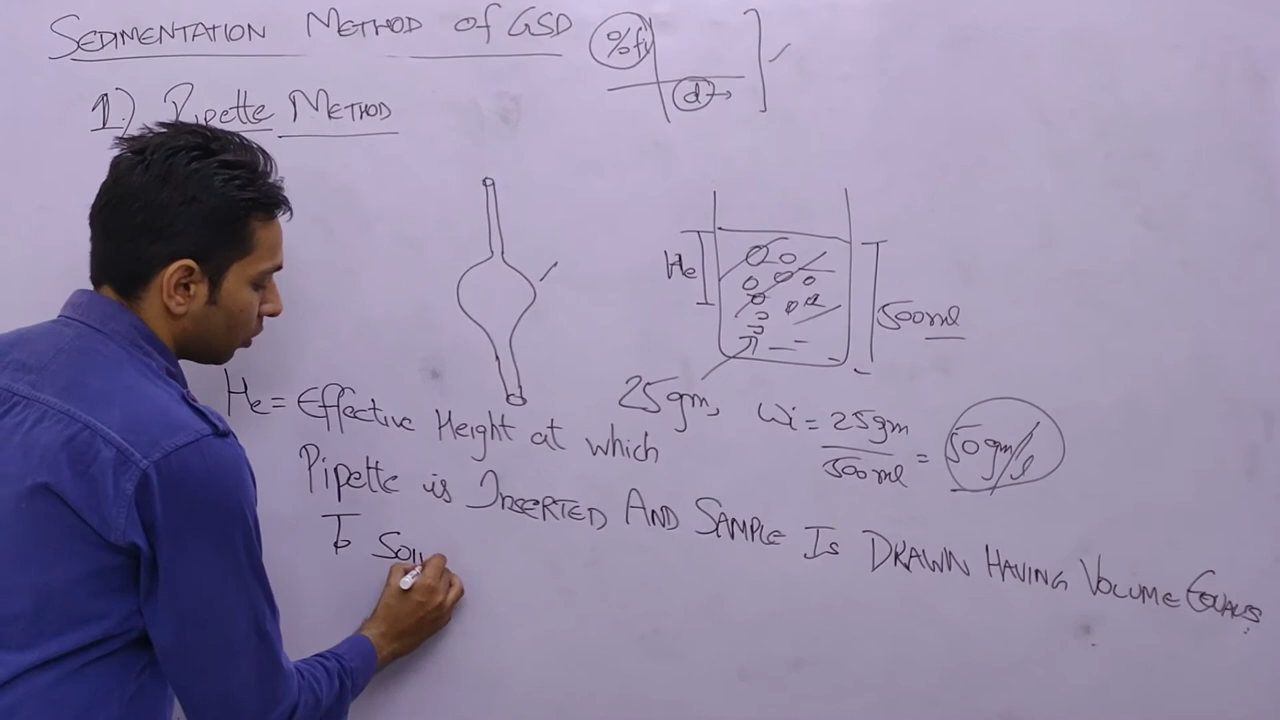 SEDIMENTATION METHOD of GSD
%fi
d→
1.) Pipette METHOD
He
500ml
25gm,
Wi = 25gm / 500ml = 50gm/l
He = Effective Height at which
Pipette is INSERTED AND SAMPLE IS DRAWN HAVING VOLUME EQUALS
To